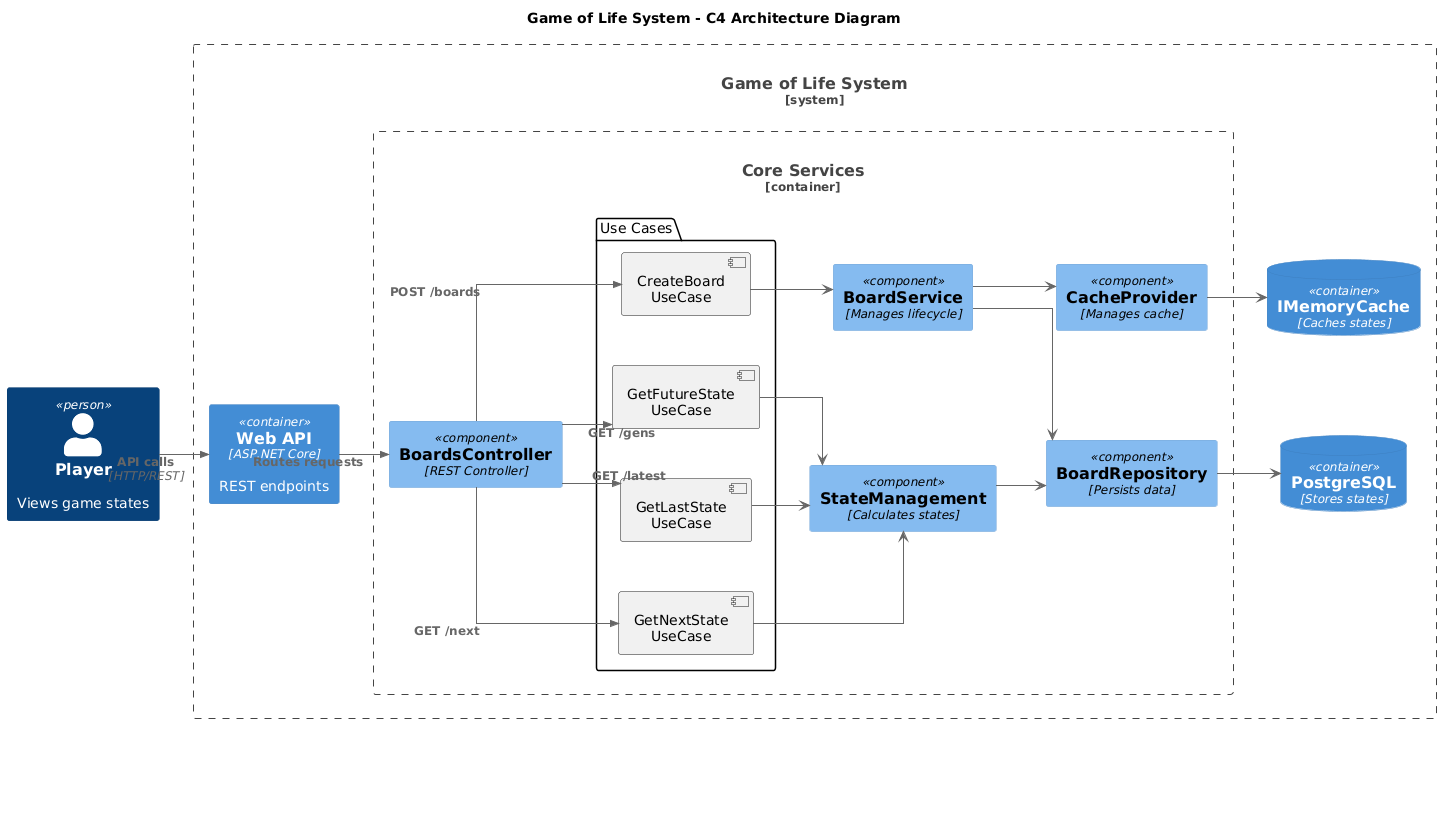 Game of Life System - C4 Architecture Diagram
Game of Life System
[system]
Core Services
[container]
Use Cases
«person»
Player
Views game states
API calls
[HTTP/REST]
«container»
Web API
[ASP.NET Core]
REST endpoints
Routes requests
«component»
BoardsController
[REST Controller]
POST /boards
GET /gens
GET /latest
GET /next
CreateBoard
UseCase
GetFutureState
UseCase
GetLastState
UseCase
GetNextState
UseCase
«component»
BoardService
[Manages lifecycle]
«component»
StateManagement
[Calculates states]
«component»
CacheProvider
[Manages cache]
«component»
BoardRepository
[Persists data]
«container»
IMemoryCache
[Caches states]
«container»
PostgreSQL
[Stores states]